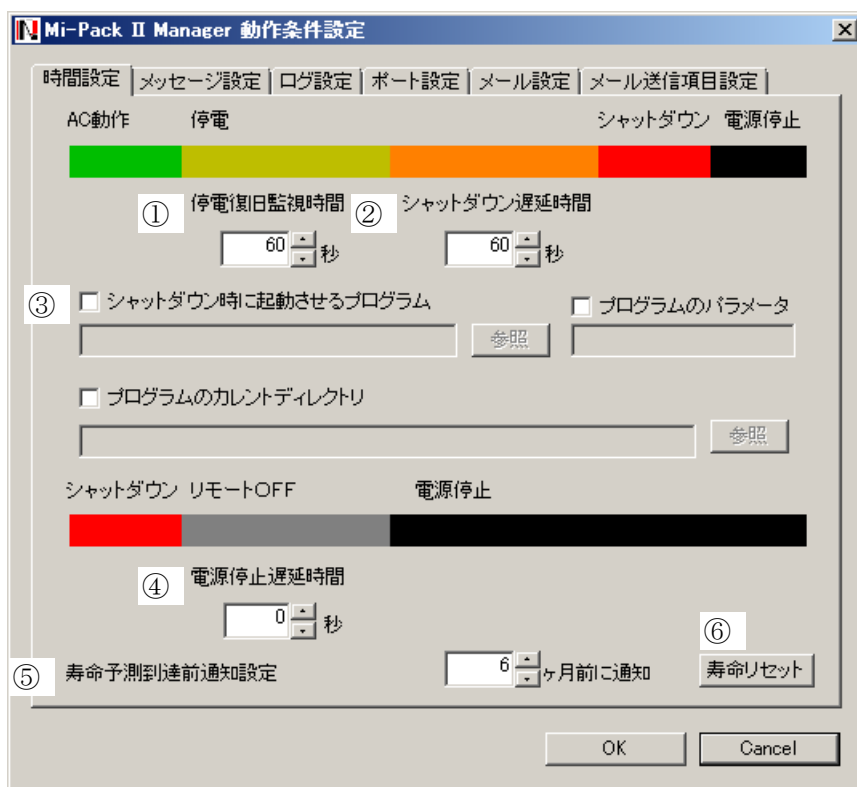 Mi-Pack II Manager 動作条件設定
時間設定 メッセージ設定 ログ設定 ポート設定 メール設定 メール送信項目設定
AC動作 停電 シャットダウン 電源停止
① 停電復旧監視時間 ② シャットダウン遅延時間
60 秒 60 秒
③ シャットダウン時に起動させるプログラム プログラムのパラメータ
参照
プログラムのカレントディレクトリ
参照
シャットダウン リモートOFF 電源停止
④ 電源停止遅延時間
0 秒
⑥
⑤ 寿命予測到達前通知設定 6 ヶ月前に通知 寿命リセット
OK Cancel